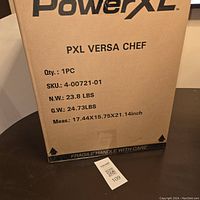 PowerXL
PXL VERSA CHEF
Qty.: 1PC
SKU.: 4-00721-01
N.W.: 23.8 LBS
G.W.: 24.73LBS
Meas.: 17.44X15.75X21.14inch
FRAGILE HANDLE WITH CARE
109